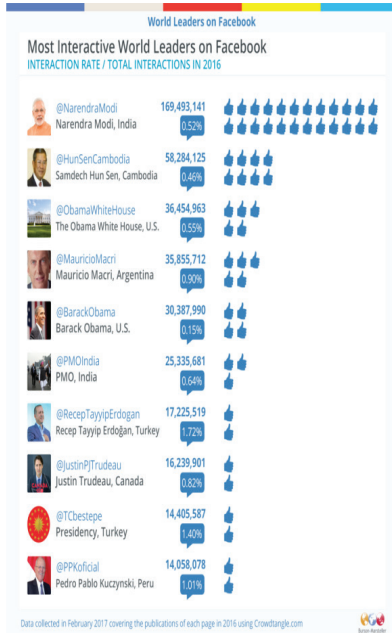 World Leaders on Facebook
Most Interactive World Leaders on Facebook
INTERACTION RATE / TOTAL INTERACTIONS IN 2016
@NarendraModi 169,493,141
Narendra Modi, India 0.52%
@HunSenCambodia 58,284,125
Samdech Hun Sen, Cambodia 0.46%
@ObamaWhiteHouse 36,454,963
The Obama White House, U.S. 0.55%
@MauricioMacri 35,855,712
Mauricio Macri, Argentina 0.90%
@BarackObama 30,387,990
Barack Obama, U.S. 0.15%
@PMOIndia 25,335,681
PMO, India 0.64%
@RecepTayyipErdogan 17,225,519
Recep Tayyip Erdoğan, Turkey 1.72%
@JustinPJTrudeau 16,239,901
Justin Trudeau, Canada 0.82%
@TCbestepe 14,405,587
Presidency, Turkey 1.40%
@PPKoficial 14,058,078
Pedro Pablo Kuczynski, Peru 1.01%
Data collected in February 2017 covering the publications of each page in 2016 using Crowdtangle.com
Burson-Marsteller